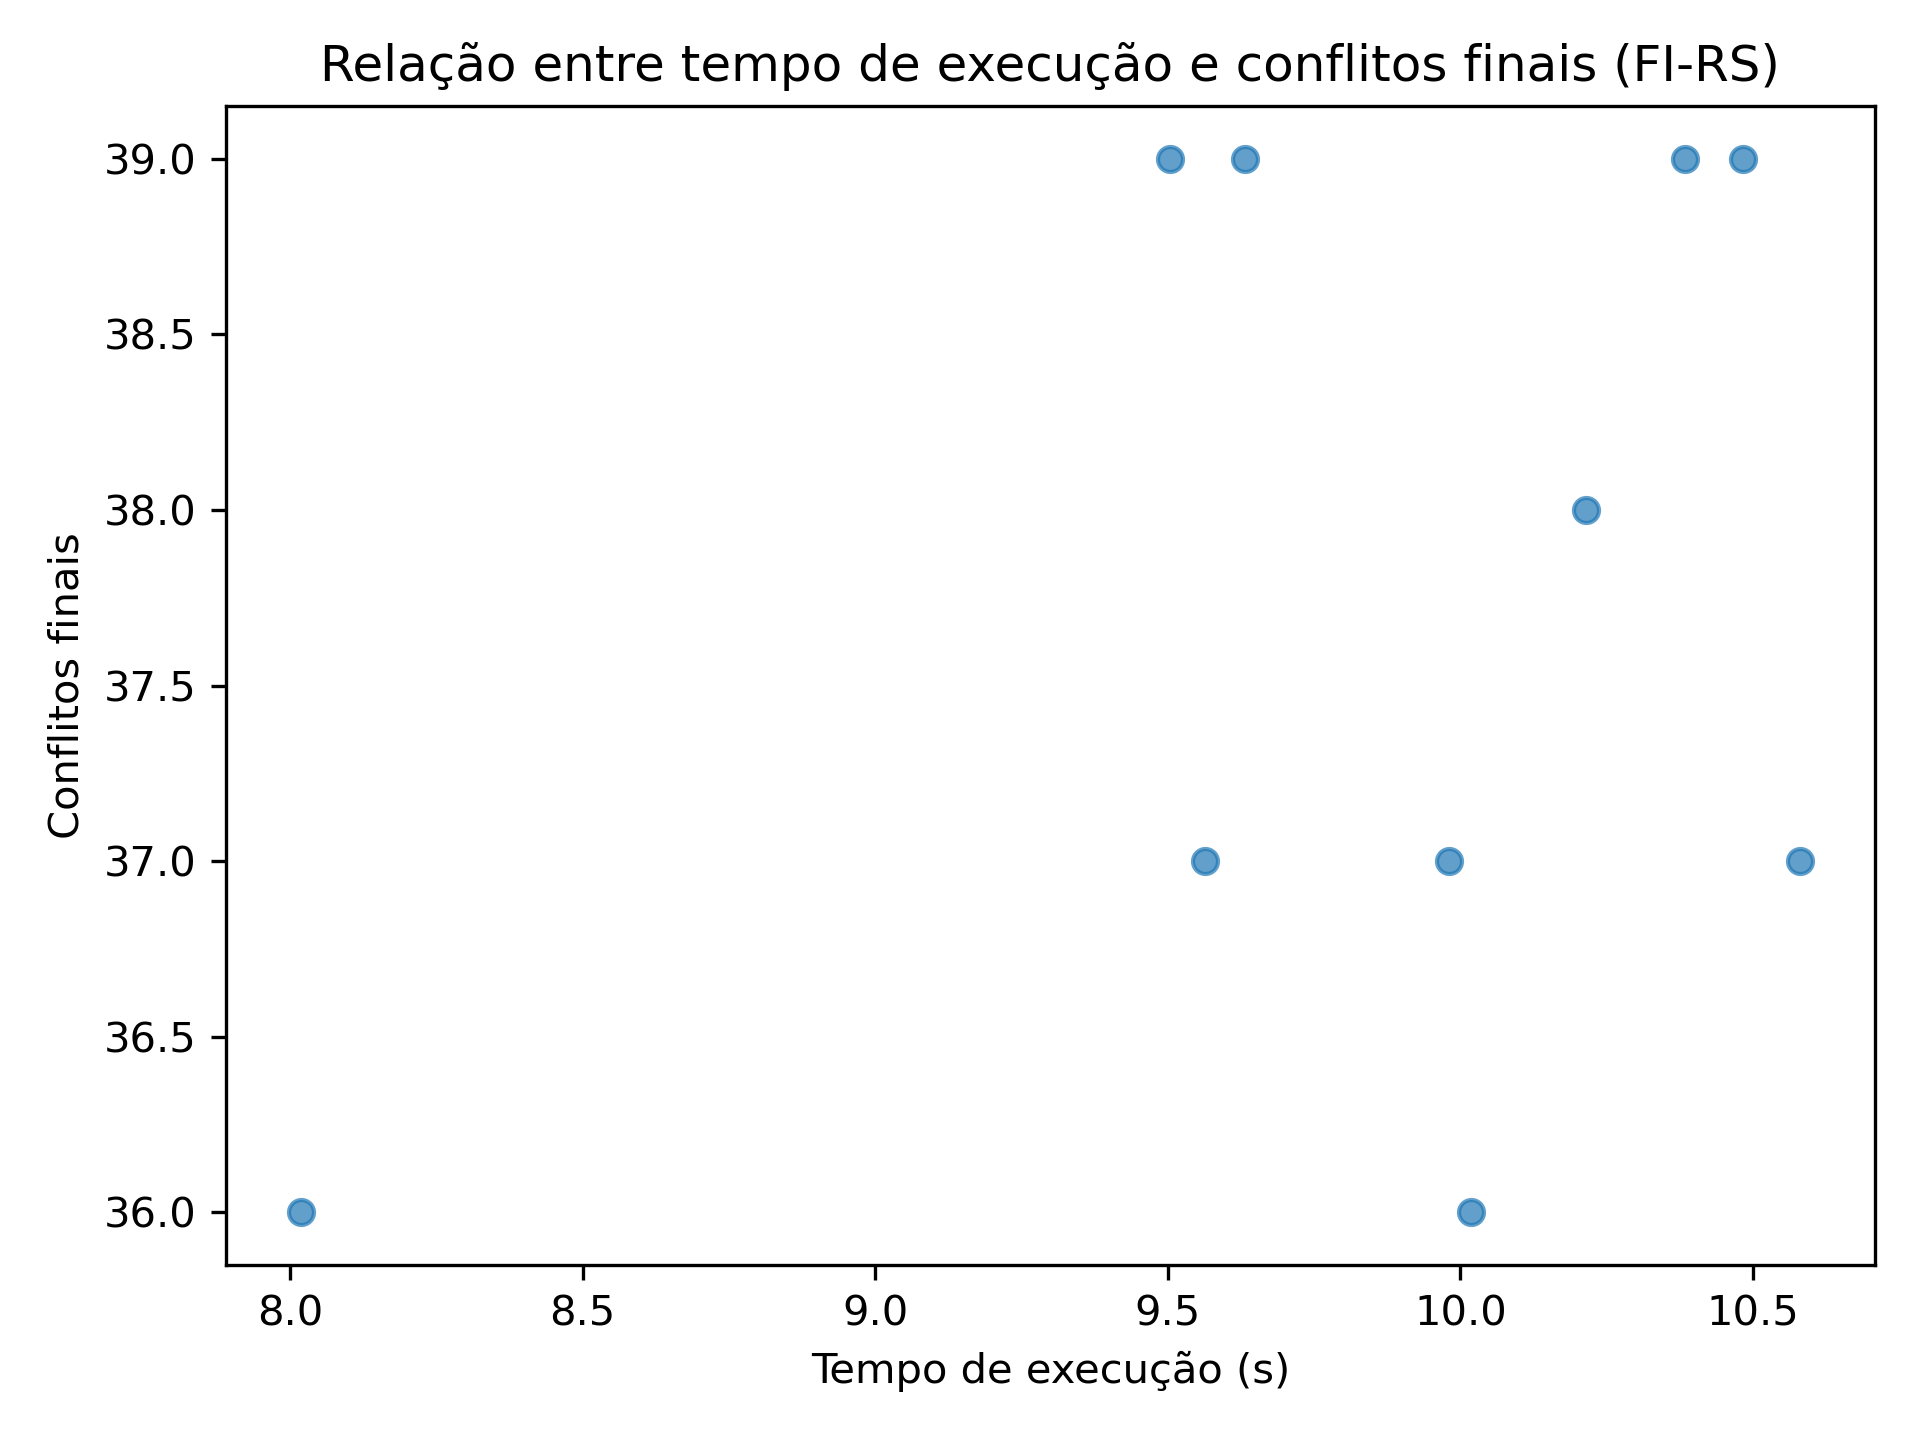 Relação entre tempo de execução e conflitos finais (FI-RS)
39.0
38.5
38.0
37.5
37.0
36.5
36.0
Conflitos finais
8.0 8.5 9.0 9.5 10.0 10.5
Tempo de execução (s)